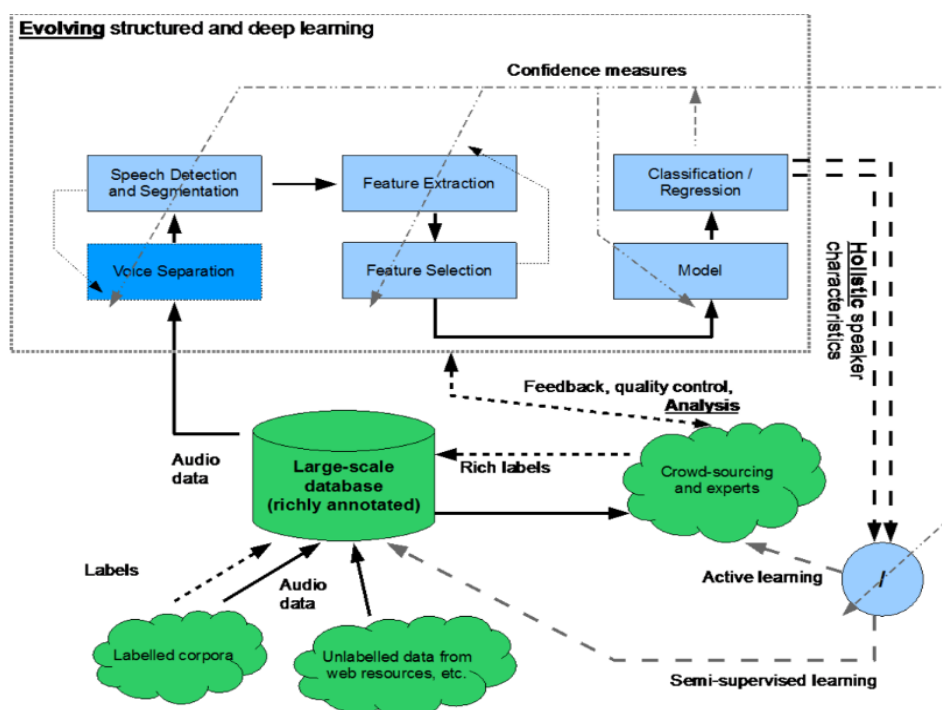 Evolving structured and deep learning
Confidence measures
Speech Detection
and Segmentation
Feature Extraction
Classification /
Regression
Voice Separation
Feature Selection
Model
Holistic speaker
characteristics
Feedback, quality control,
Analysis
Audio
data
Large-scale
database
(richly annotated)
Rich labels
Crowd-sourcing
and experts
Labels
Audio
data
Active learning
/
Labelled corpora
Unlabelled data from
web resources, etc.
Semi-supervised learning